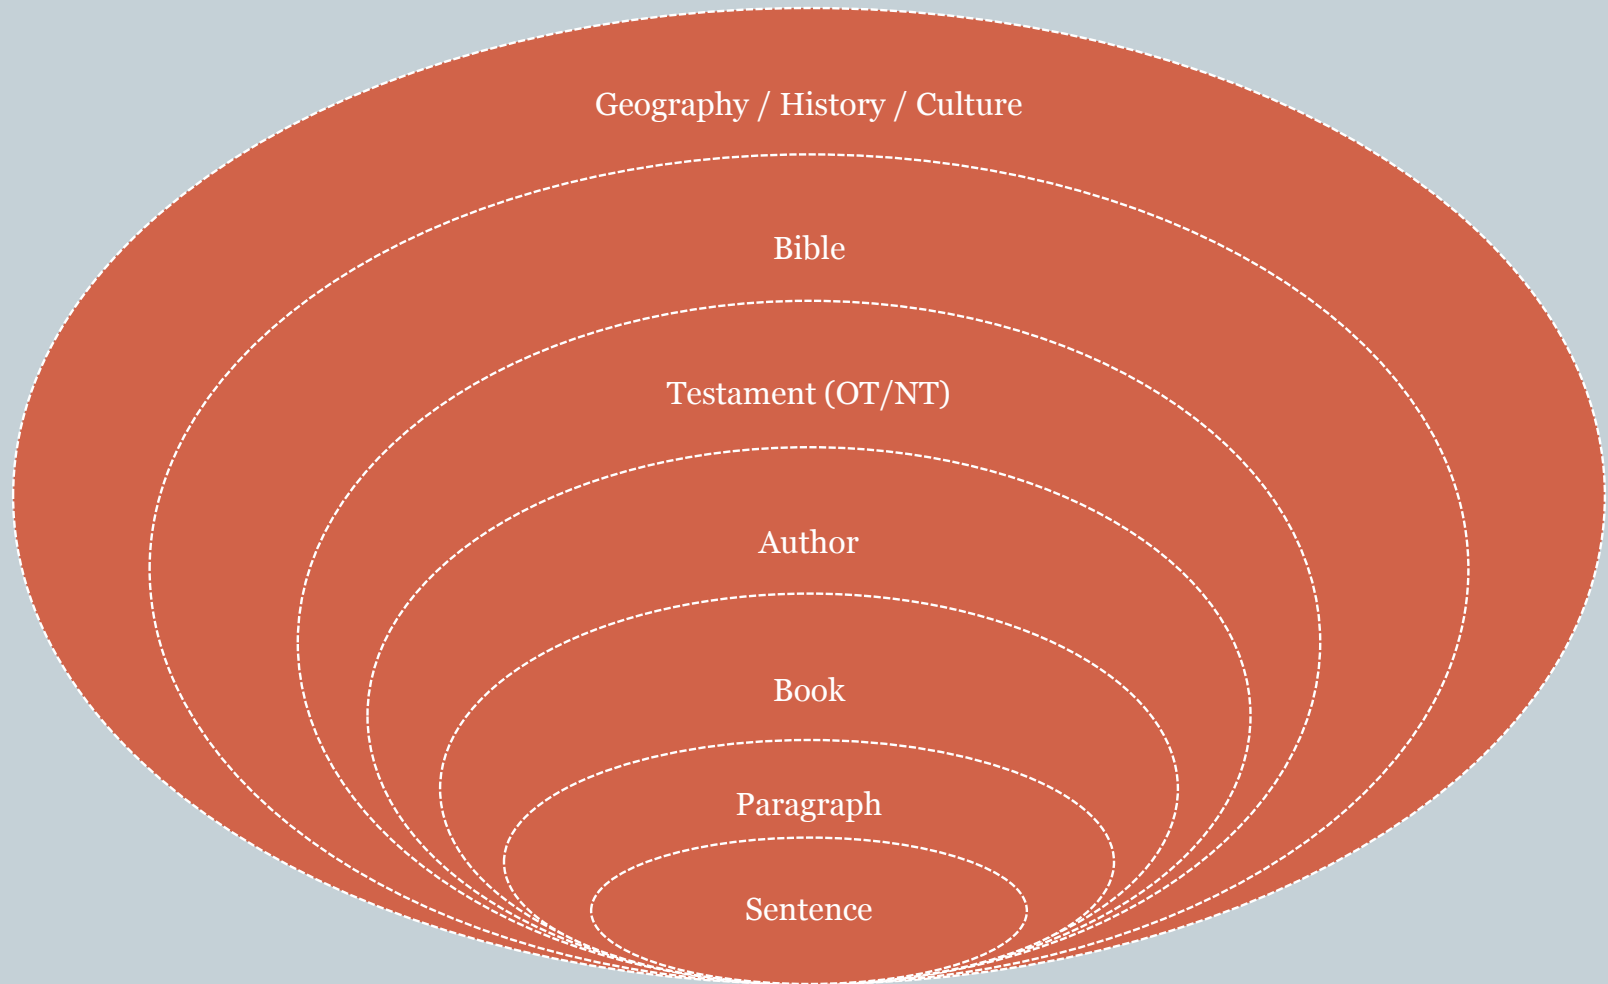 Geography / History / Culture
Bible
Testament (OT/NT)
Author
Book
Paragraph
Sentence